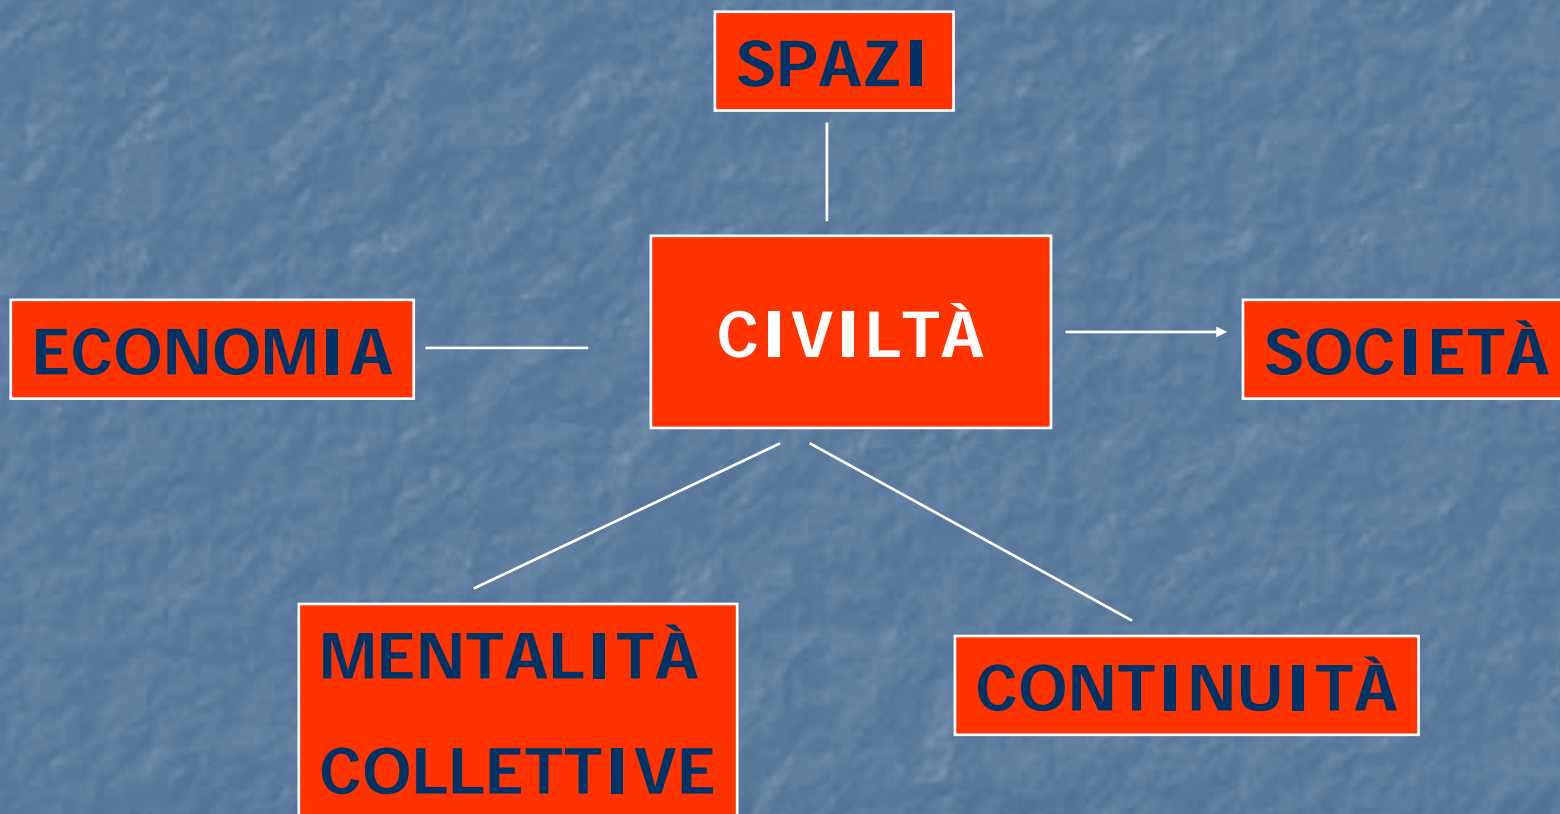 SPAZI
ECONOMIA
CIVILTÀ
SOCIETÀ
MENTALITÀ
COLLETTIVE
CONTINUITÀ